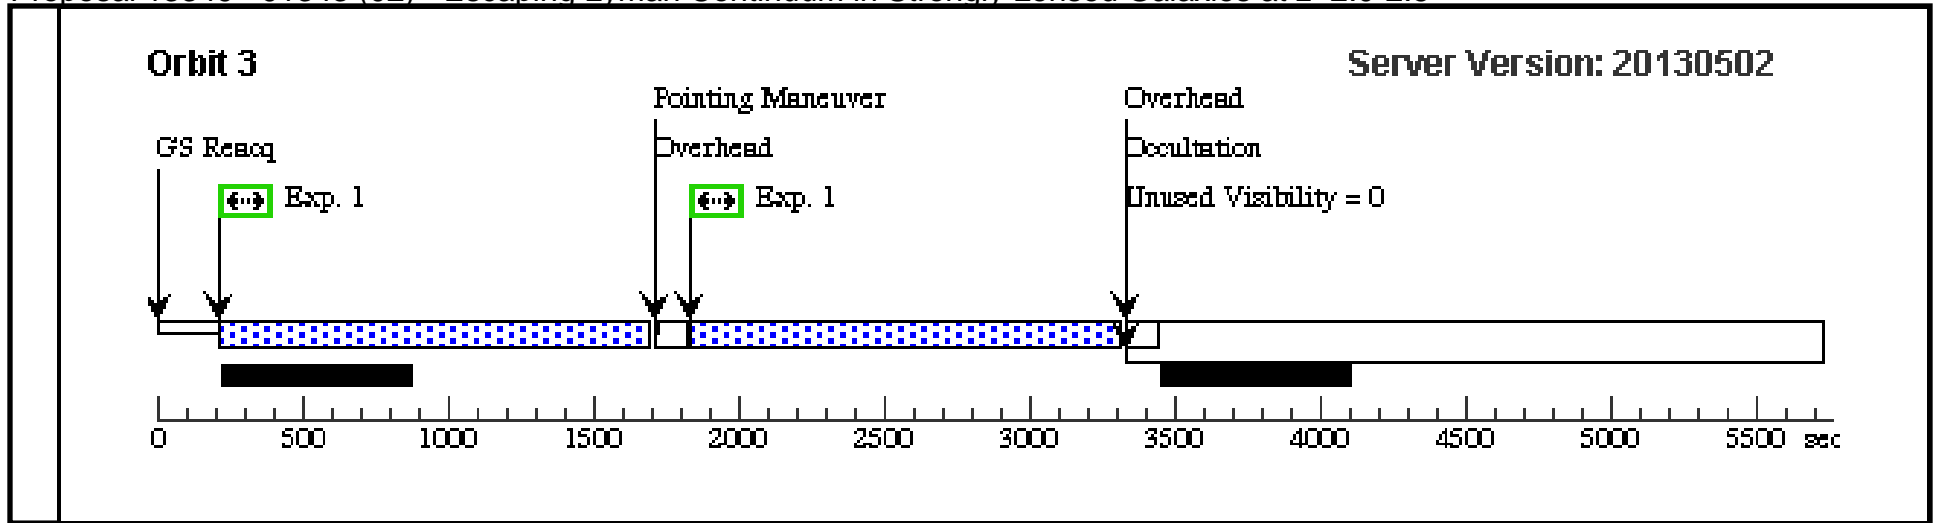 Orbit 3
Server Version: 20130502
Pointing Maneuver
Overhead
GS Reacq
Overhead
Occultation
Exp. 1
Exp. 1
Unused Visibility = 0
0 500 1000 1500 2000 2500 3000 3500 4000 4500 5000 5500 sec